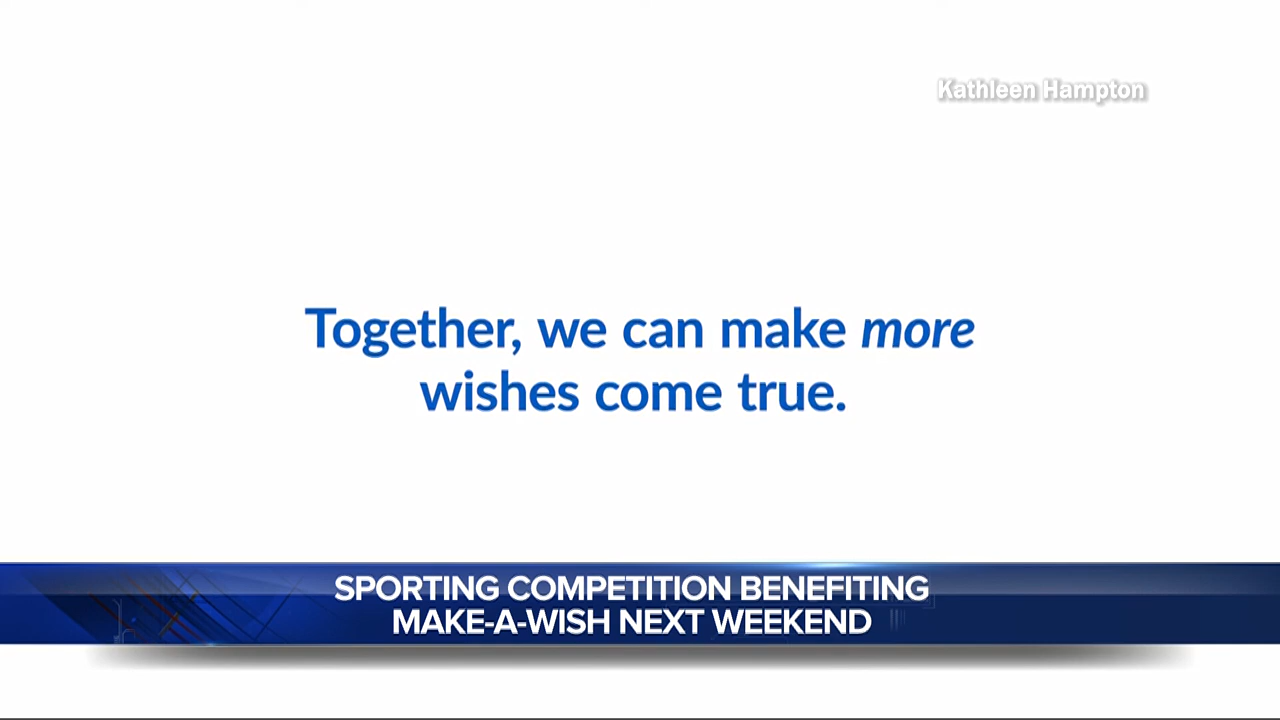 Kathleen Hampton
Together, we can make more
wishes come true.
SPORTING COMPETITION BENEFITING
MAKE-A-WISH NEXT WEEKEND